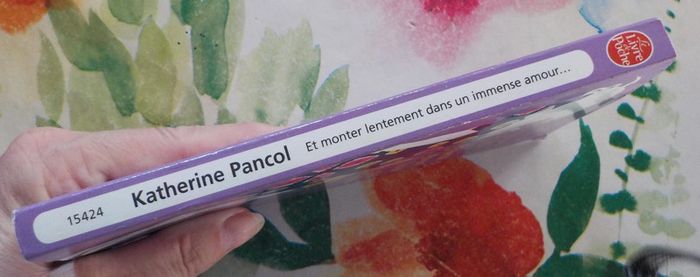 15424 Katherine Pancol Et monter lentement dans un immense amour...
Le
Livre
de
Poche